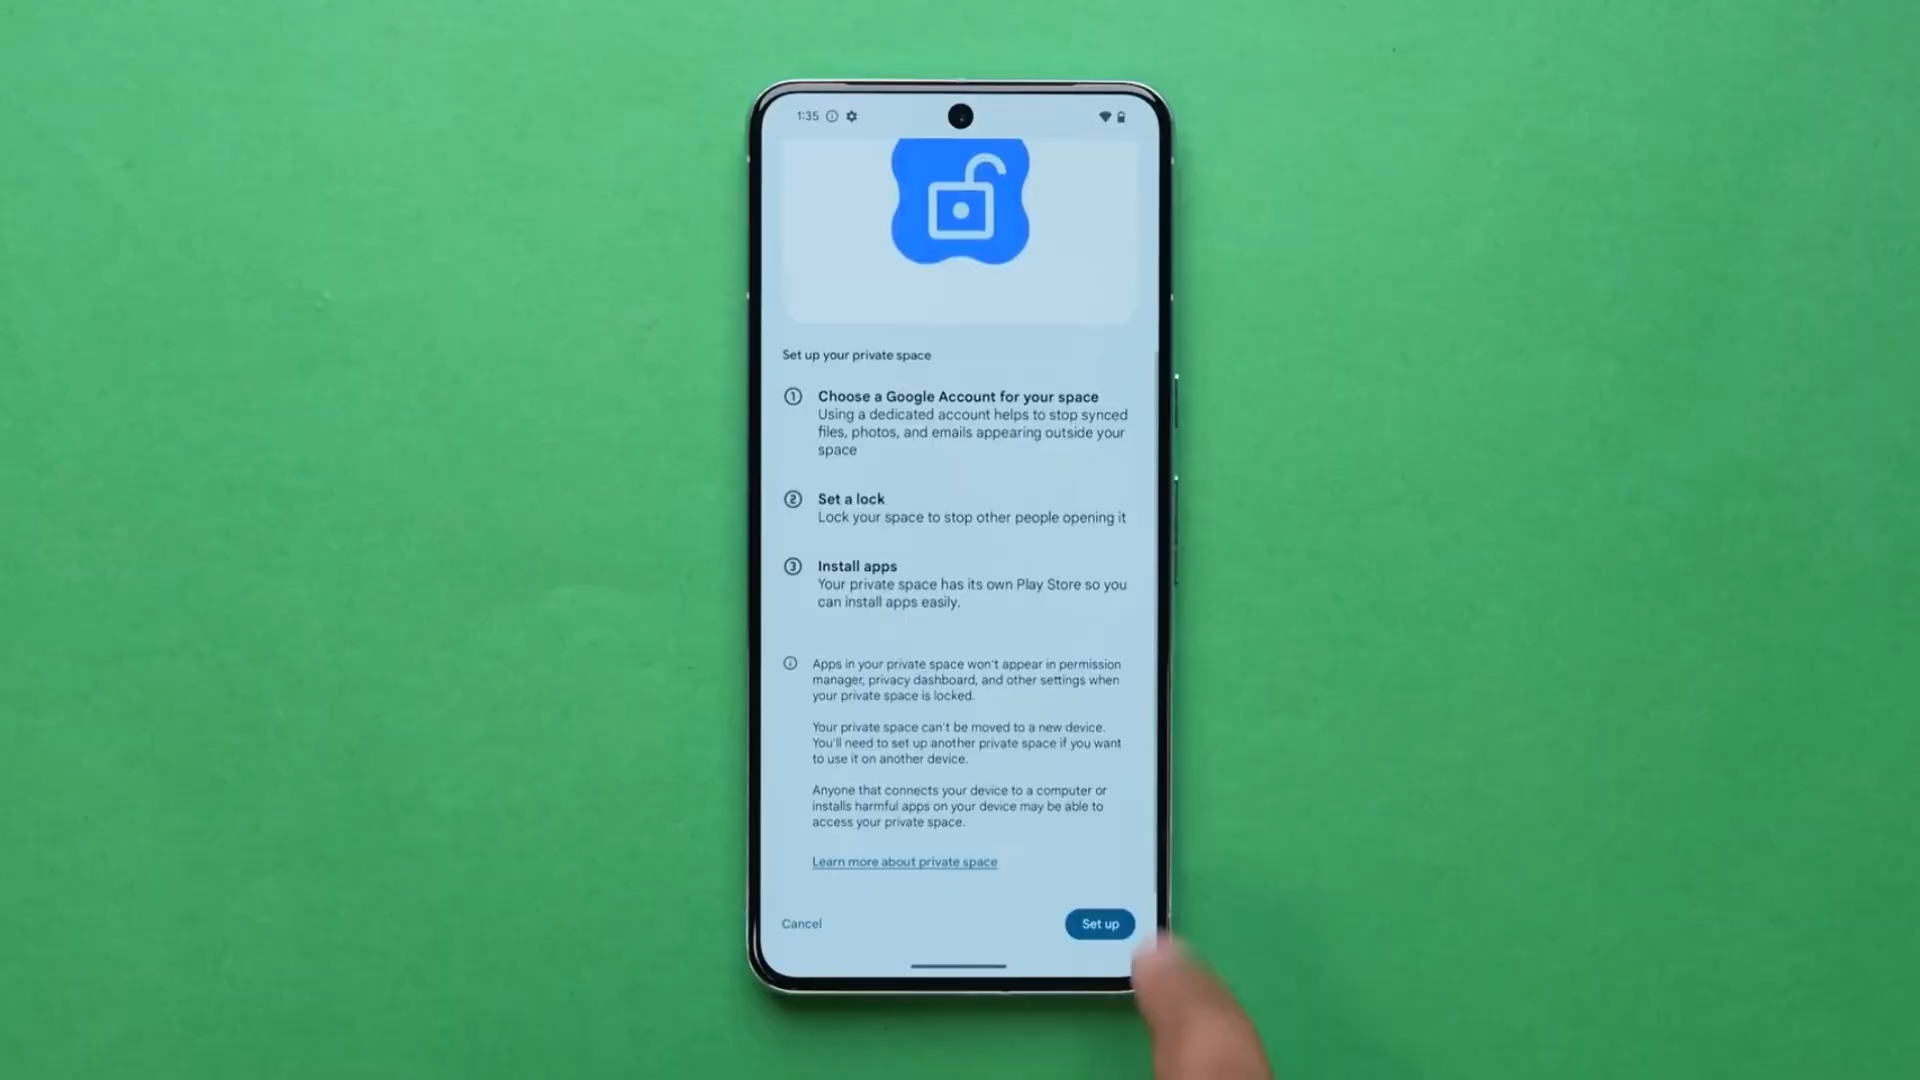 1:35
Set up your private space
1 Choose a Google Account for your space
Using a dedicated account helps to stop synced
files, photos, and emails appearing outside your
space
2 Set a lock
Lock your space to stop other people opening it
3 Install apps
Your private space has its own Play Store so you
can install apps easily.
Apps in your private space won't appear in permission
manager, privacy dashboard, and other settings when
your private space is locked.
Your private space can't be moved to a new device.
You'll need to set up another private space if you want
to use it on another device.
Anyone that connects your device to a computer or
installs harmful apps on your device may be able to
access your private space.
Learn more about private space
Cancel
Set up